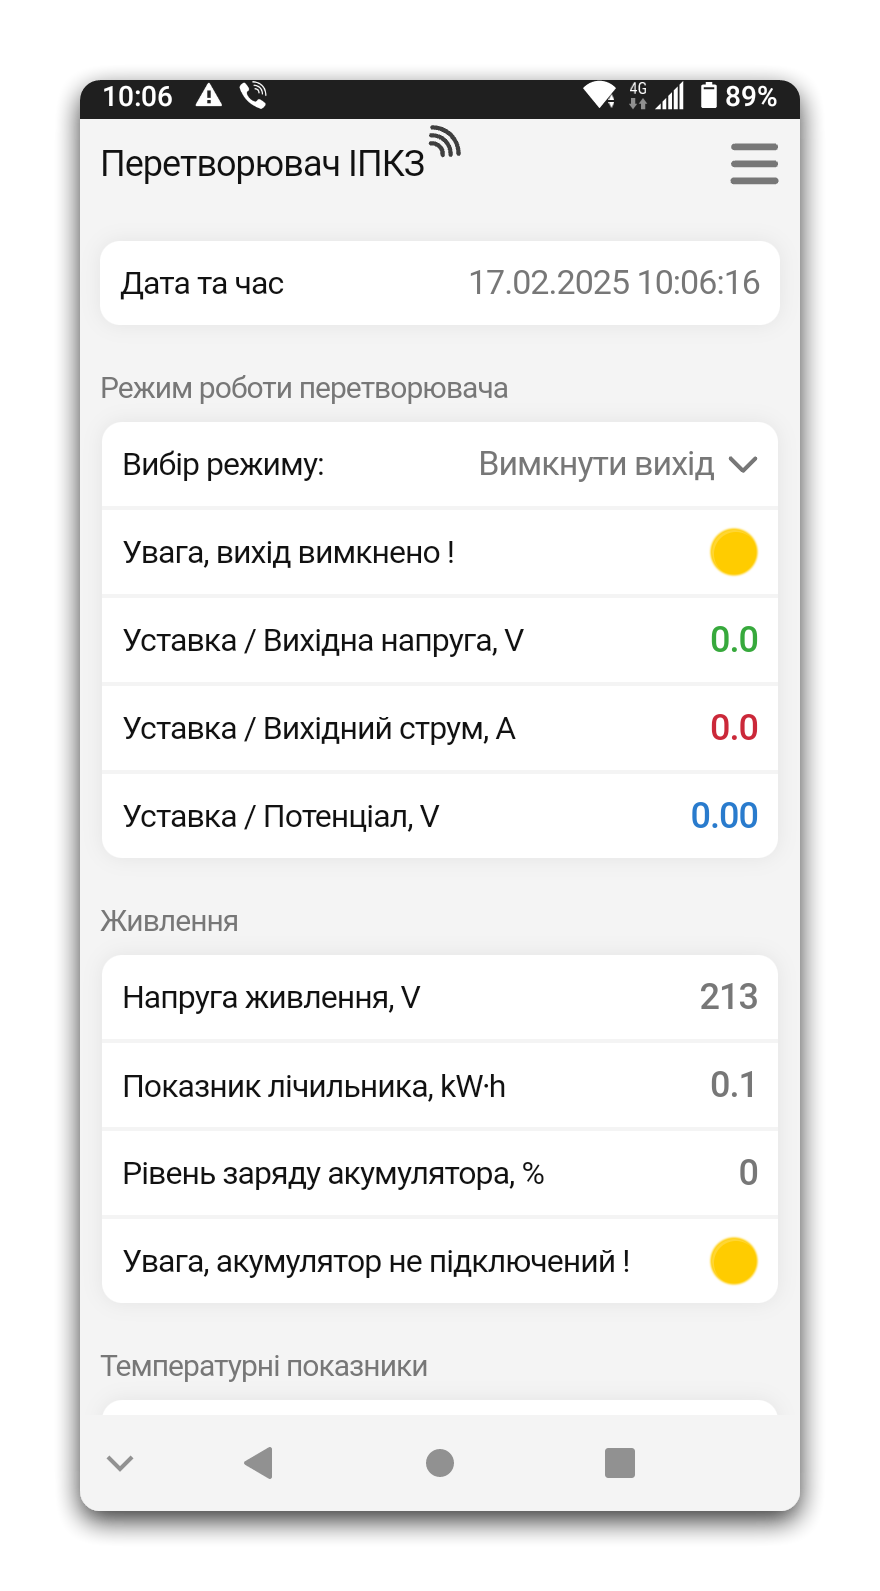 10:06 4G 89%
Перетворювач ІПКЗ
Дата та час 17.02.2025 10:06:16
Режим роботи перетворювача
Вибір режиму: Вимкнути вихід
Увага, вихід вимкнено !
Уставка / Вихідна напруга, V 0.0
Уставка / Вихідний струм, A 0.0
Уставка / Потенціал, V 0.00
Живлення
Напруга живлення, V 213
Показник лічильника, kW·h 0.1
Рівень заряду акумулятора, % 0
Увага, акумулятор не підключений !
Температурні показники